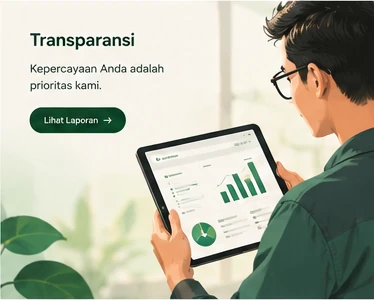 Transparansi
Kepercayaan Anda adalah
prioritas kami.
Lihat Laporan →